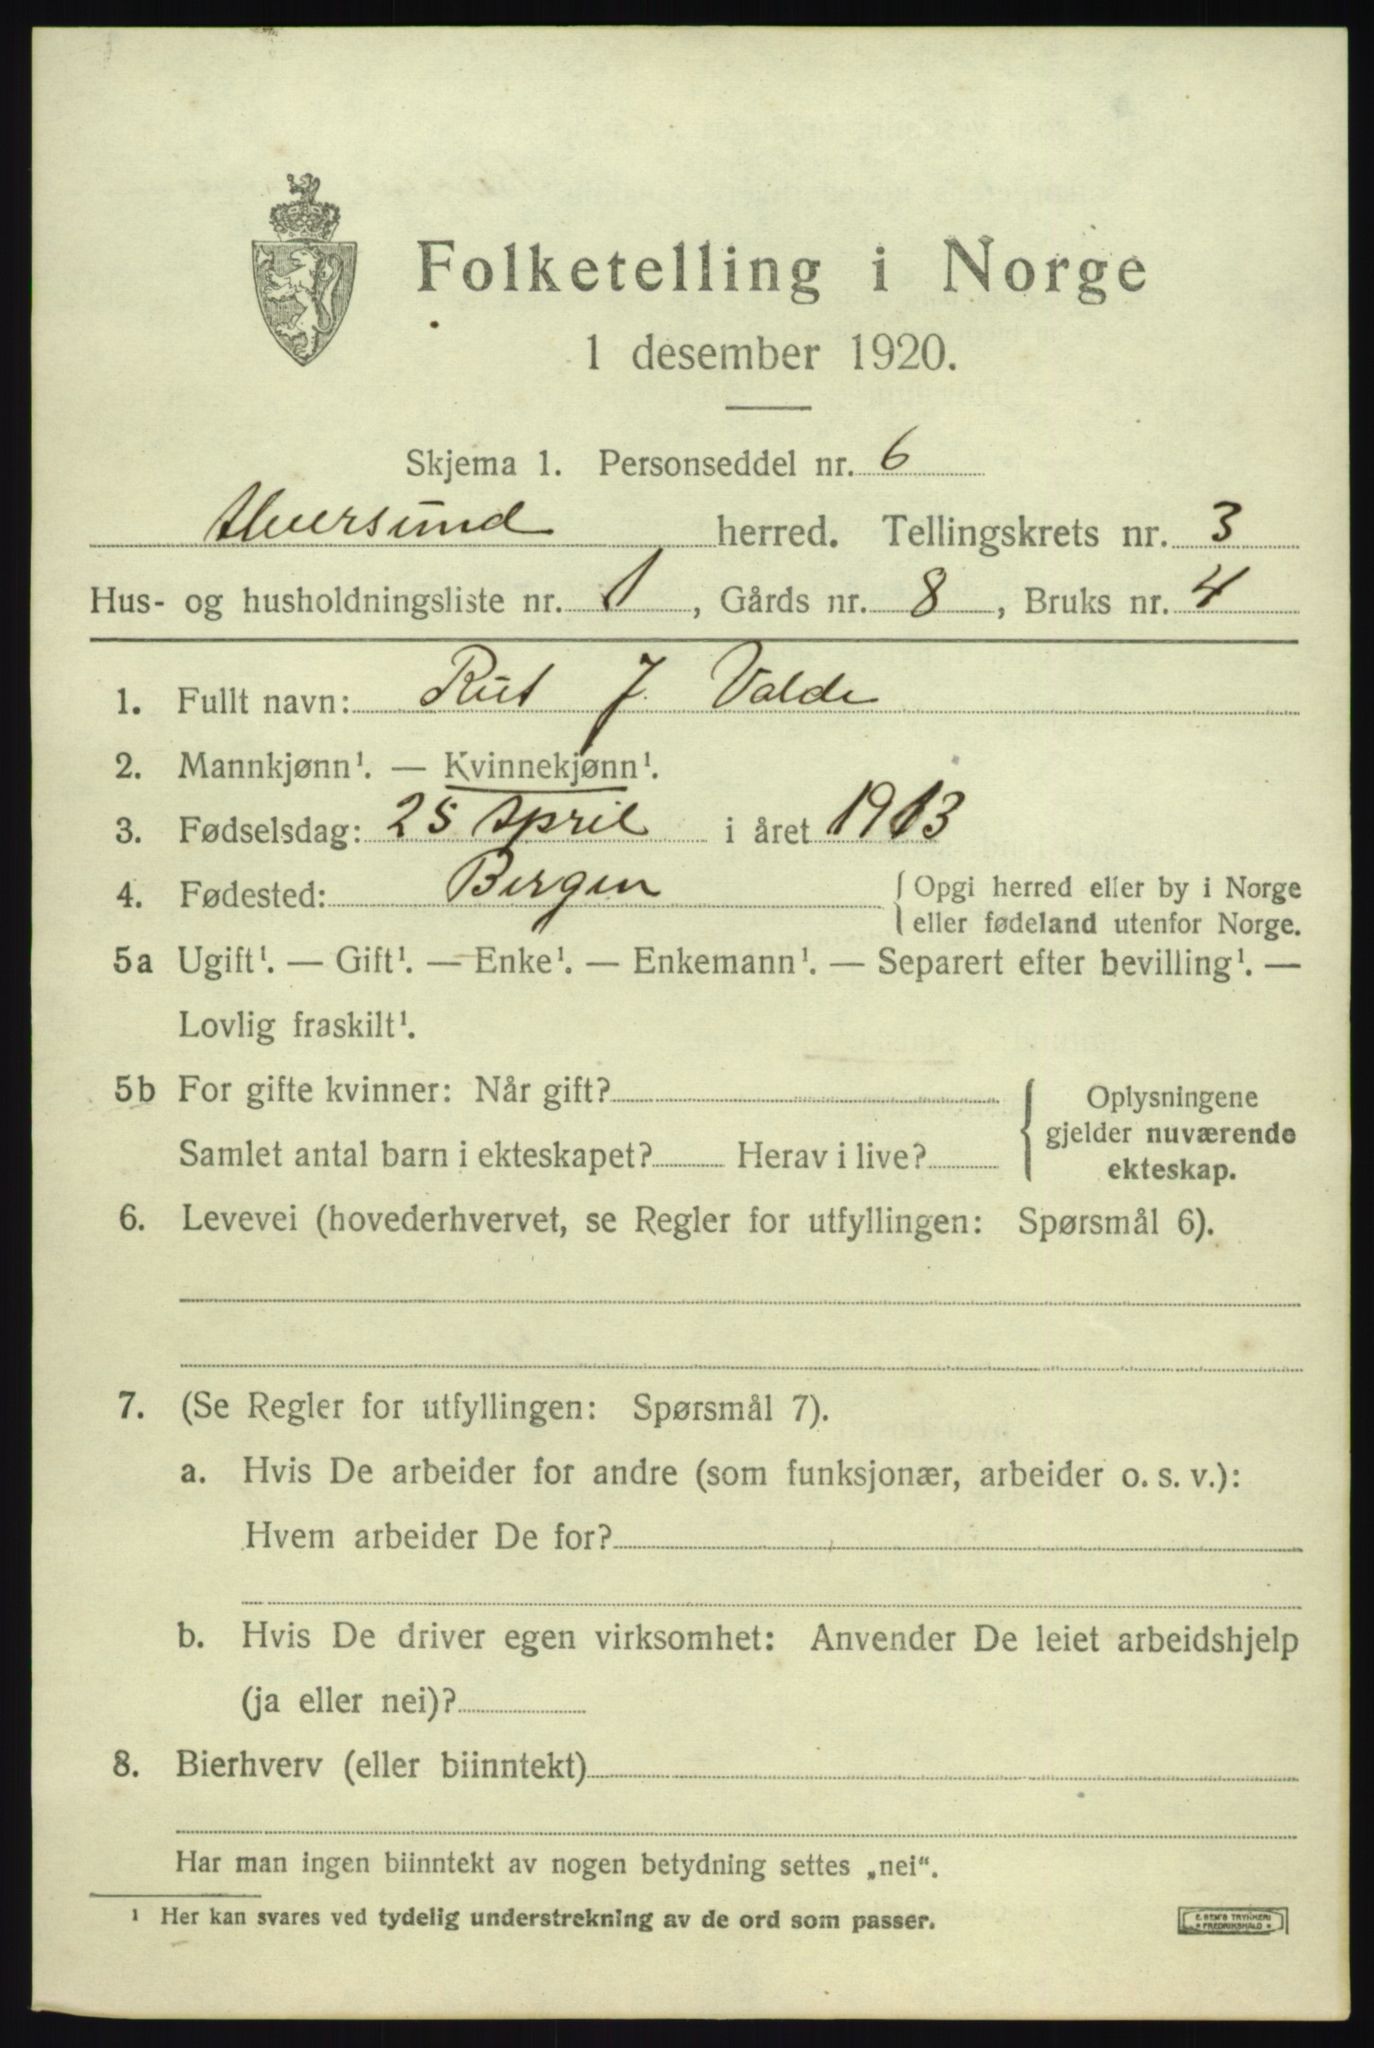 Folketelling i Norge
1 desember 1920.
Skjema 1. Personseddel nr. 6
Alversund herred. Tellingskrets nr. 3
Hus- og husholdningsliste nr. 1, Gårds nr. 8, Bruks nr. 4
1. Fullt navn: Rut J. Valde
2. Mannkjønn¹. — Kvinnekjønn¹.
3. Fødselsdag: 25 April i året 1913
4. Fødested: Bergen { Opgi herred eller by i Norge
eller fødeland utenfor Norge.
5a Ugift¹. — Gift¹. — Enke¹. — Enkemann¹. — Separert efter bevilling¹. —
Lovlig fraskilt¹.
5b For gifte kvinner: Når gift? { Oplysningene
gjelder nuværende
Samlet antal barn i ekteskapet? Herav i live?
ekteskap.
6. Levevei (hovederhvervet, se Regler for utfyllingen: Spørsmål 6).
7. (Se Regler for utfyllingen: Spørsmål 7).
a. Hvis De arbeider for andre (som funksjonær, arbeider o. s. v.):
Hvem arbeider De for?
b. Hvis De driver egen virksomhet: Anvender De leiet arbeidshjelp
(ja eller nei)?
8. Bierhverv (eller biinntekt)
Har man ingen biinntekt av nogen betydning settes „nei“.
¹ Her kan svares ved tydelig understrekning av de ord som passer.
E. SEM'S TRYKKERI
* FREDRIKSHALD *